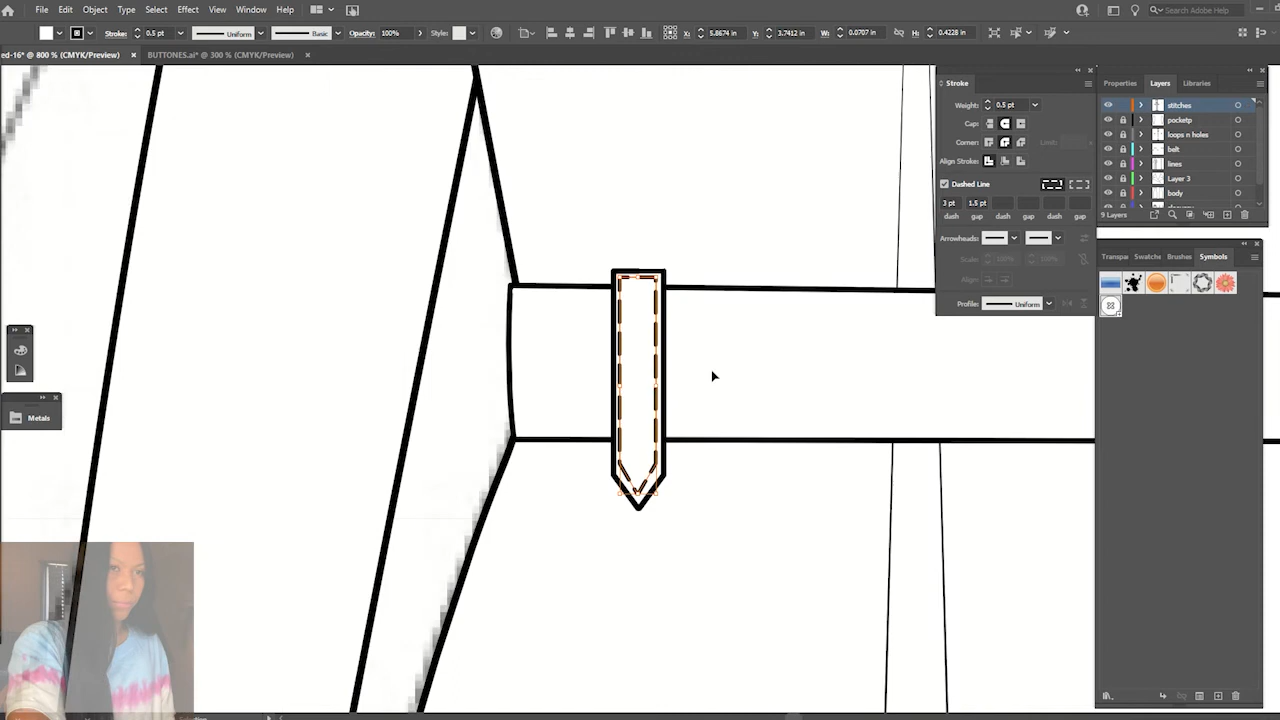 File Edit Object Type Select Effect View Window Help
Search Adobe Help
Stroke: 0.5 pt Uniform Basic Opacity: 100% Style: X: 5.8674 in Y: 3.7412 in W: 0.0707 in H: 0.4228 in
ed-16* @ 800 % (CMYK/Preview) × BUTTONES.ai* @ 300 % (CMYK/Preview) ×
Stroke
Weight: 0.5 pt
Cap:
Corner: Limit:
Align Stroke:
Dashed Line
3 pt 1.5 pt
dash gap dash gap dash gap
Arrowheads:
Scale: 100% 100%
Align:
Profile: Uniform
Properties Layers Libraries
stitches
pocketp
loops n holes
belt
lines
Layer 3
body
9 Layers
Transpa Swatche Brushes Symbols
Metals